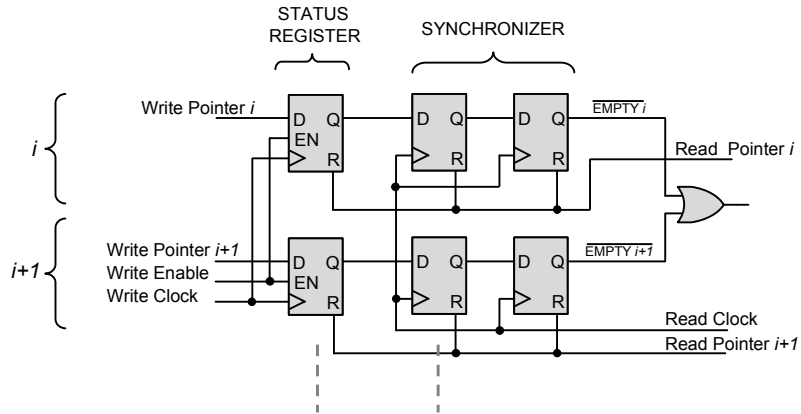 STATUS
REGISTER
SYNCHRONIZER
i
Write Pointer i
D Q
EN
R
D Q
R
D Q
R
EMPTY i
Read Pointer i
i+1
Write Pointer i+1
Write Enable
Write Clock
D Q
EN
R
D Q
R
D Q
R
EMPTY i+1
Read Clock
Read Pointer i+1